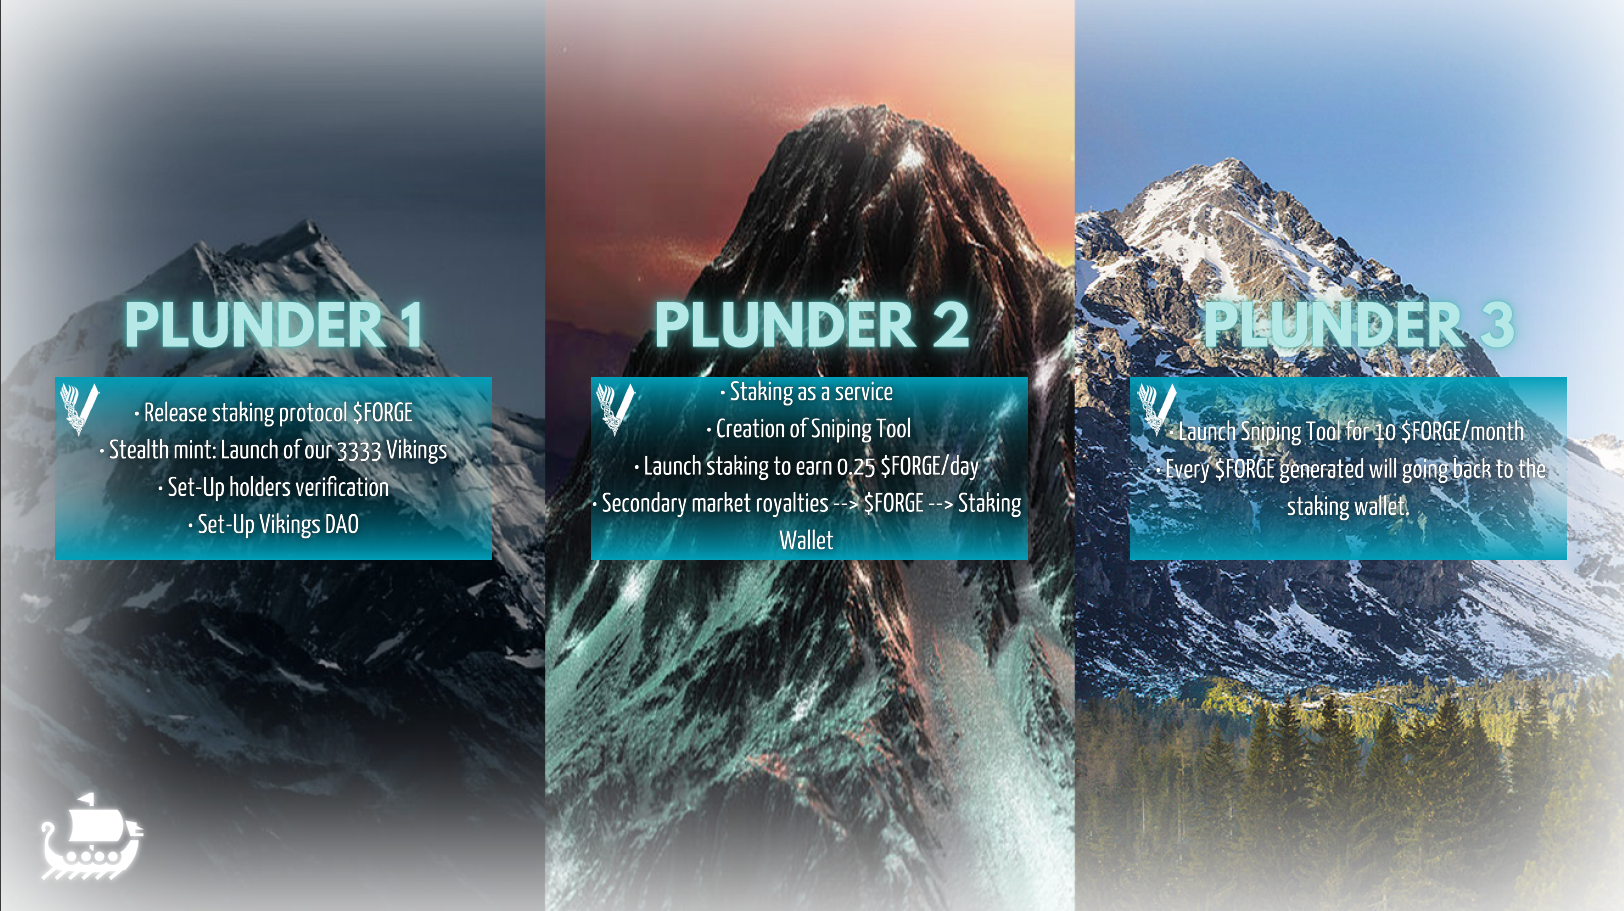 PLUNDER 1
• Release staking protocol $FORGE
• Stealth mint: Launch of our 3333 Vikings
• Set-Up holders verification
• Set-Up Vikings DAO
PLUNDER 2
• Staking as a service
• Creation of Sniping Tool
• Launch staking to earn 0.25 $FORGE/day
• Secondary market royalties --> $FORGE --> Staking
Wallet
PLUNDER 3
• Launch Sniping Tool for 10 $FORGE/month
• Every $FORGE generated will going back to the
staking wallet.